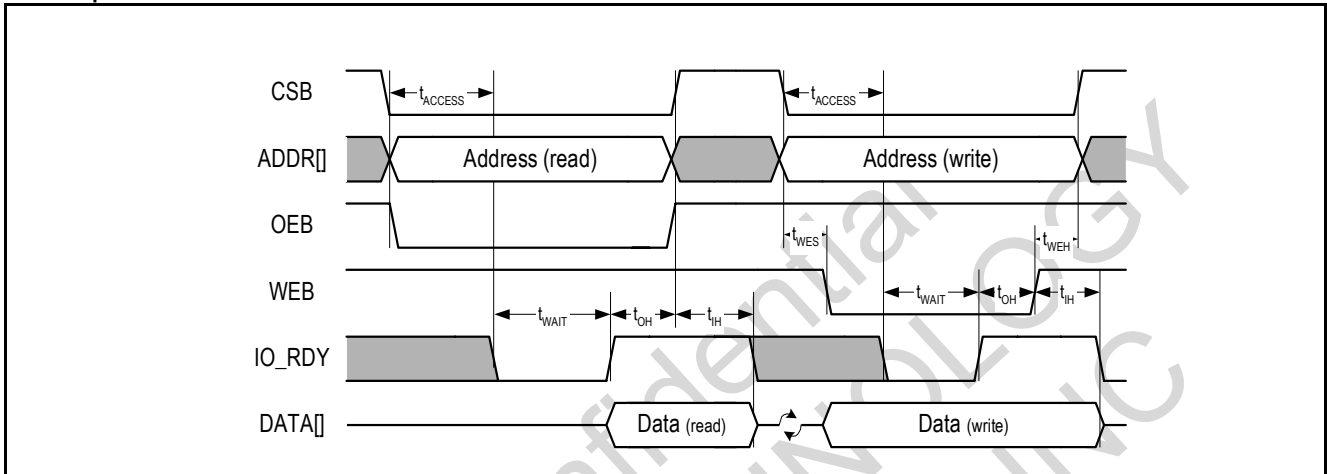 CSB
tACCESS
tACCESS
ADDR[]
Address (read)
Address (write)
OEB
tWES
tWEH
WEB
tWAIT
tOH
tIH
tWAIT
tOH
tIH
IO_RDY
DATA[]
Data (read)
Data (write)